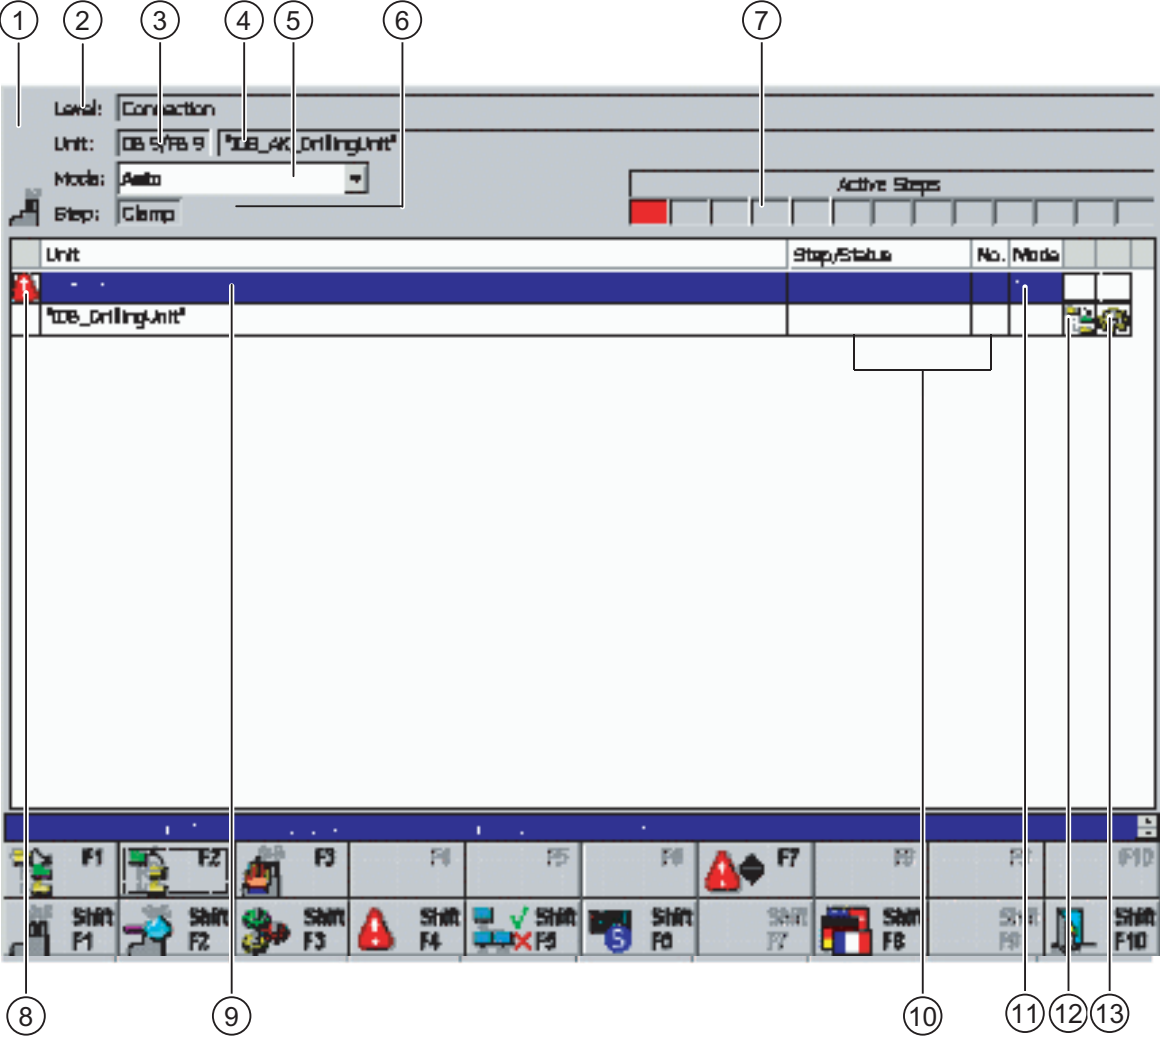 1 2 3 4 5 6 7
Level: Connection
Unit: DB 9/FB 9 "IDB_AK_DrillingUnit"
Mode: Auto
Active Steps
Step: Clamp
Unit Step/Status No. Mode
"IDB_DrillingUnit"
F1 F2 F3 F4 F5 F6 F7 F8 F9 F10
Shift F1 Shift F2 Shift F3 Shift F4 Shift F5 Shift F6 Shift F7 Shift F8 Shift F9 Shift F10
S
8 9 10 11 12 13